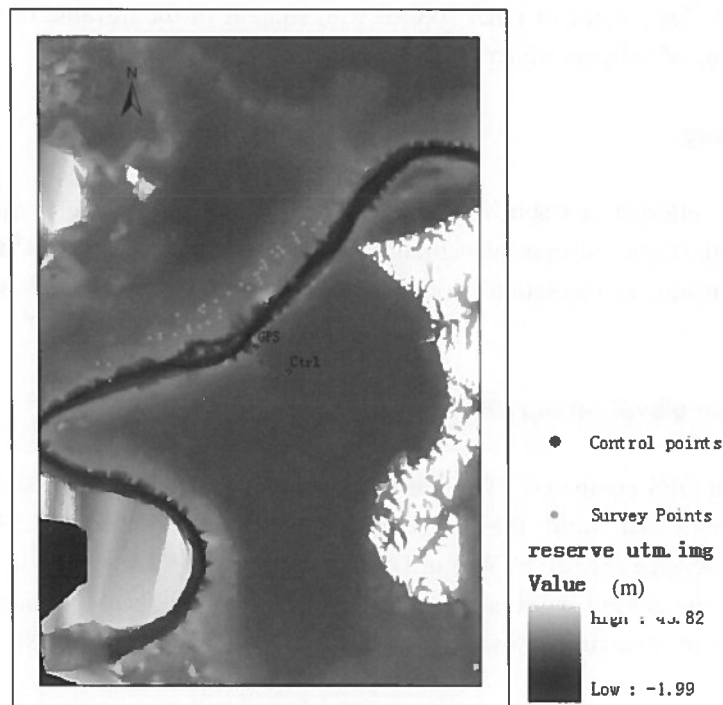 N
GPS
Ctrl
Control points
Survey Points
reserve utm.img
Value (m)
Low : -1.99